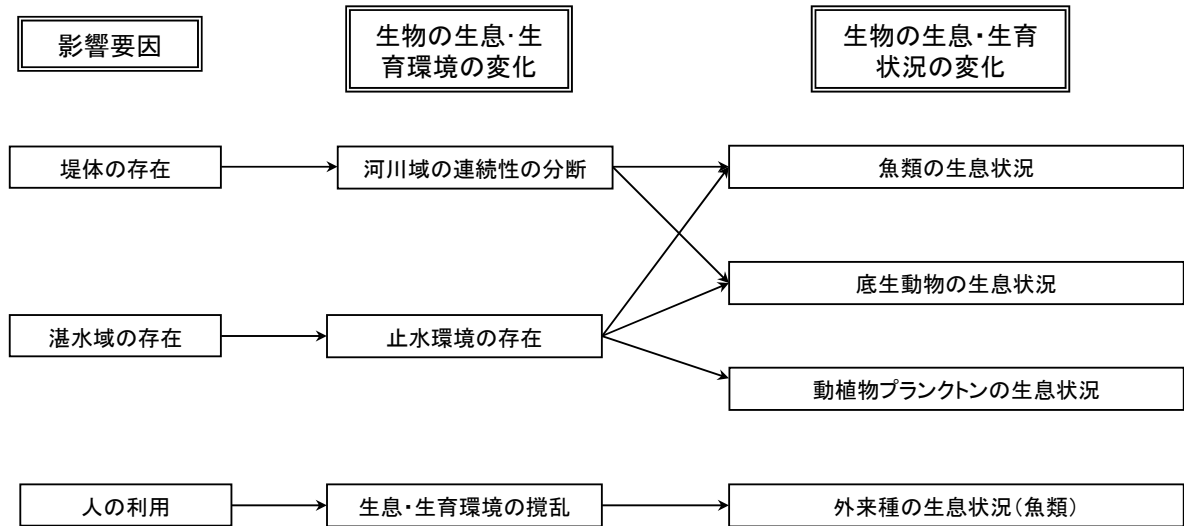 影響要因
生物の生息･生
育環境の変化
生物の生息・生育
状況の変化
堤体の存在
河川域の連続性の分断
魚類の生息状況
底生動物の生息状況
湛水域の存在
止水環境の存在
動植物プランクトンの生息状況
人の利用
生息・生育環境の撹乱
外来種の生息状況(魚類)